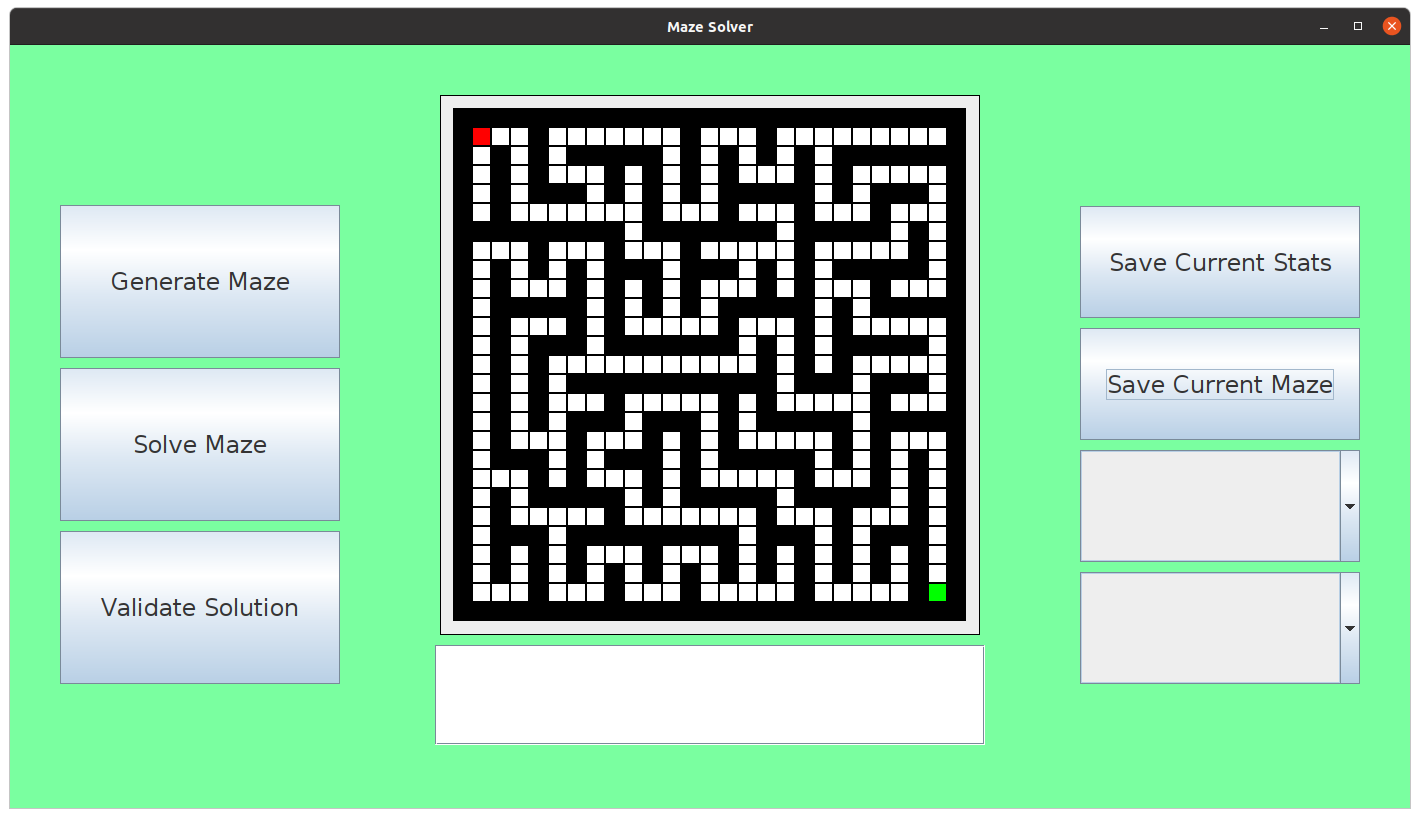 Maze Solver
Generate Maze
Solve Maze
Validate Solution
Save Current Stats
Save Current Maze